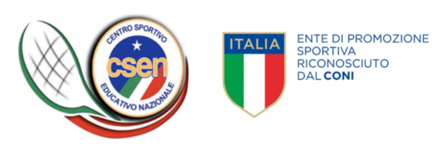 CENTRO SPORTIVO
csen
EDUCATIVO NAZIONALE
ITALIA
ENTE DI PROMOZIONE
SPORTIVA
RICONOSCIUTO
DAL CONI